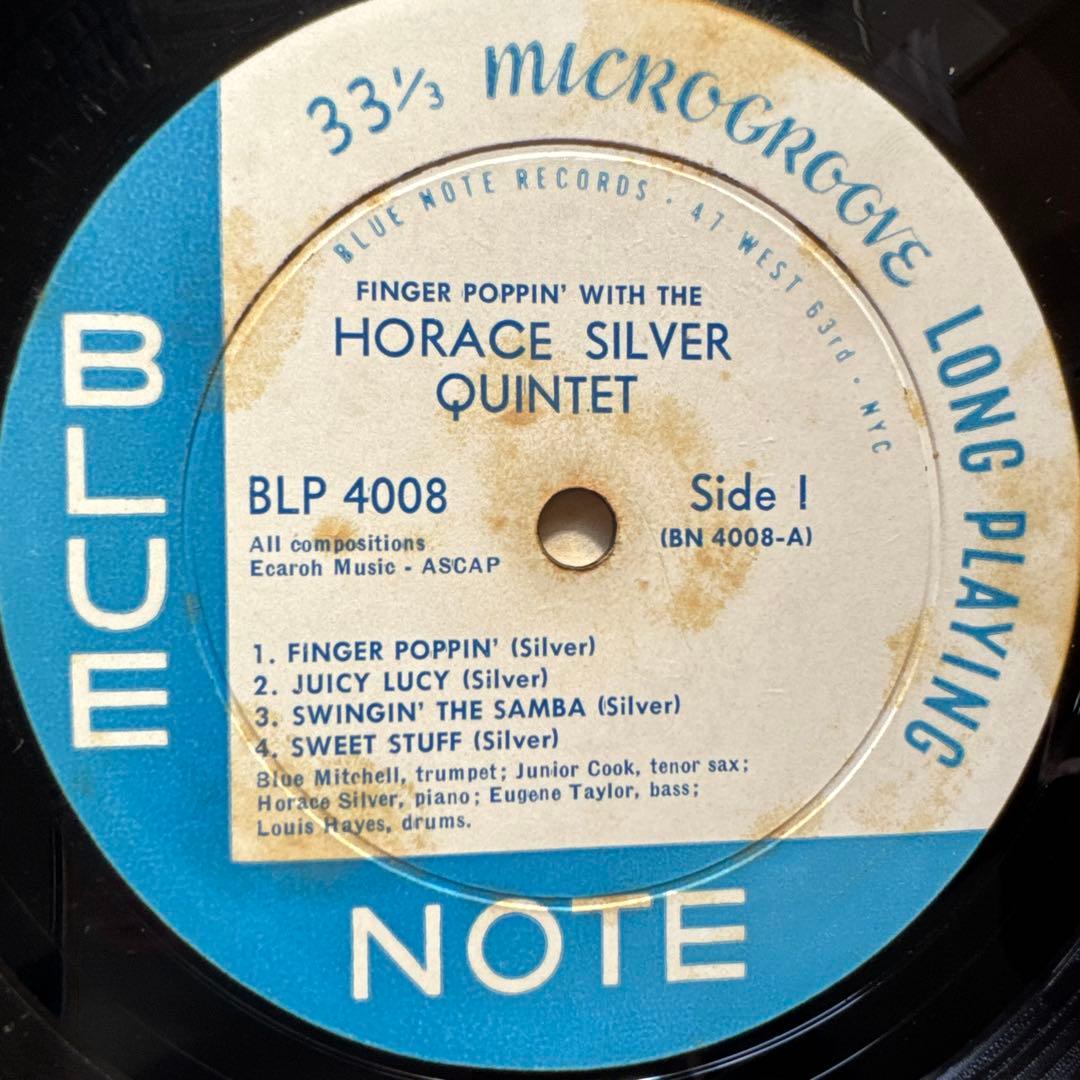 33⅓ MICROGROOVE LONG PLAYING
BLUE NOTE RECORDS · 47 WEST 63rd · NYC
FINGER POPPIN' WITH THE
HORACE SILVER
QUINTET
BLP 4008
Side 1
(BN 4008-A)
All compositions
Ecaroh Music - ASCAP
1. FINGER POPPIN' (Silver)
2. JUICY LUCY (Silver)
3. SWINGIN' THE SAMBA (Silver)
4. SWEET STUFF (Silver)
Blue Mitchell, trumpet; Junior Cook, tenor sax;
Horace Silver, piano; Eugene Taylor, bass;
Louis Hayes, drums.
BLUE
NOTE